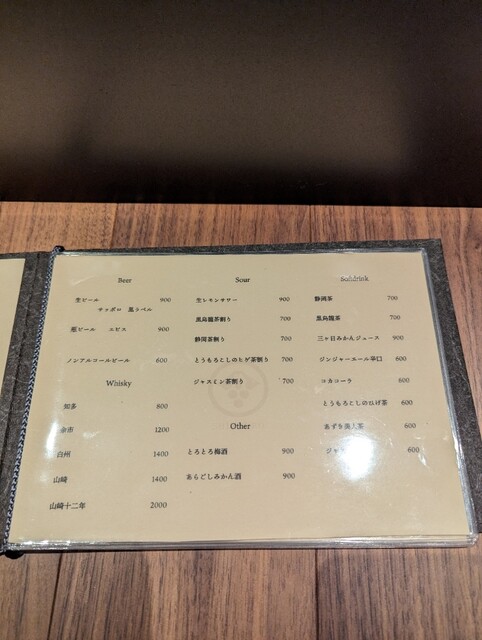 Beer
生ビール 900
サッポロ 黒ラベル
瓶ビール エビス 900
ノンアルコールビール 600
Whisky
知多 800
余市 1200
白州 1400
山崎 1400
山崎十二年 2000
Sour
生レモンサワー 900
黒烏龍茶割り 700
静岡茶割り 700
とうもろこしのヒゲ茶割り 700
ジャスミン茶割り 700
Other
とろとろ梅酒 900
あらごしみかん酒 900
Softdrink
静岡茶 700
黒烏龍茶 700
三ヶ日みかんジュース 900
ジンジャーエール辛口 600
コカコーラ 600
とうもろこしのひげ茶 600
あずき美人茶 600
600